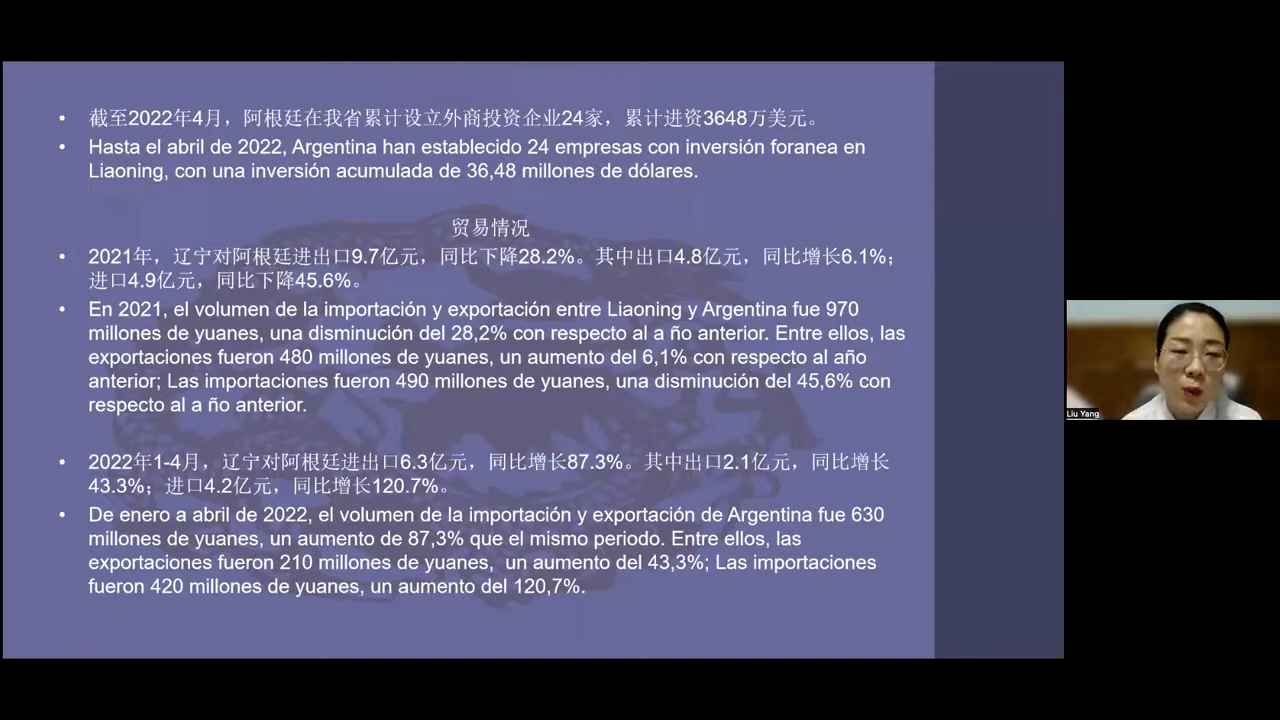 • 截至2022年4月，阿根廷在我省累计设立外商投资企业24家，累计进资3648万美元。
• Hasta el abril de 2022, Argentina han establecido 24 empresas con inversión foranea en
Liaoning, con una inversión acumulada de 36,48 millones de dólares.
贸易情况
• 2021年，辽宁对阿根廷进出口9.7亿元，同比下降28.2%。其中出口4.8亿元，同比增长6.1%；
进口4.9亿元，同比下降45.6%。
• En 2021, el volumen de la importación y exportación entre Liaoning y Argentina fue 970
millones de yuanes, una disminución del 28,2% con respecto al a ño anterior. Entre ellos, las
exportaciones fueron 480 millones de yuanes, un aumento del 6,1% con respecto al año
anterior; Las importaciones fueron 490 millones de yuanes, una disminución del 45,6% con
respecto al a ño anterior.
• 2022年1-4月，辽宁对阿根廷进出口6.3亿元，同比增长87.3%。其中出口2.1亿元，同比增长
43.3%；进口4.2亿元，同比增长120.7%。
• De enero a abril de 2022, el volumen de la importación y exportación de Argentina fue 630
millones de yuanes, un aumento de 87,3% que el mismo periodo. Entre ellos, las
exportaciones fueron 210 millones de yuanes, un aumento del 43,3%; Las importaciones
fueron 420 millones de yuanes, un aumento del 120,7%.
Liu Yang